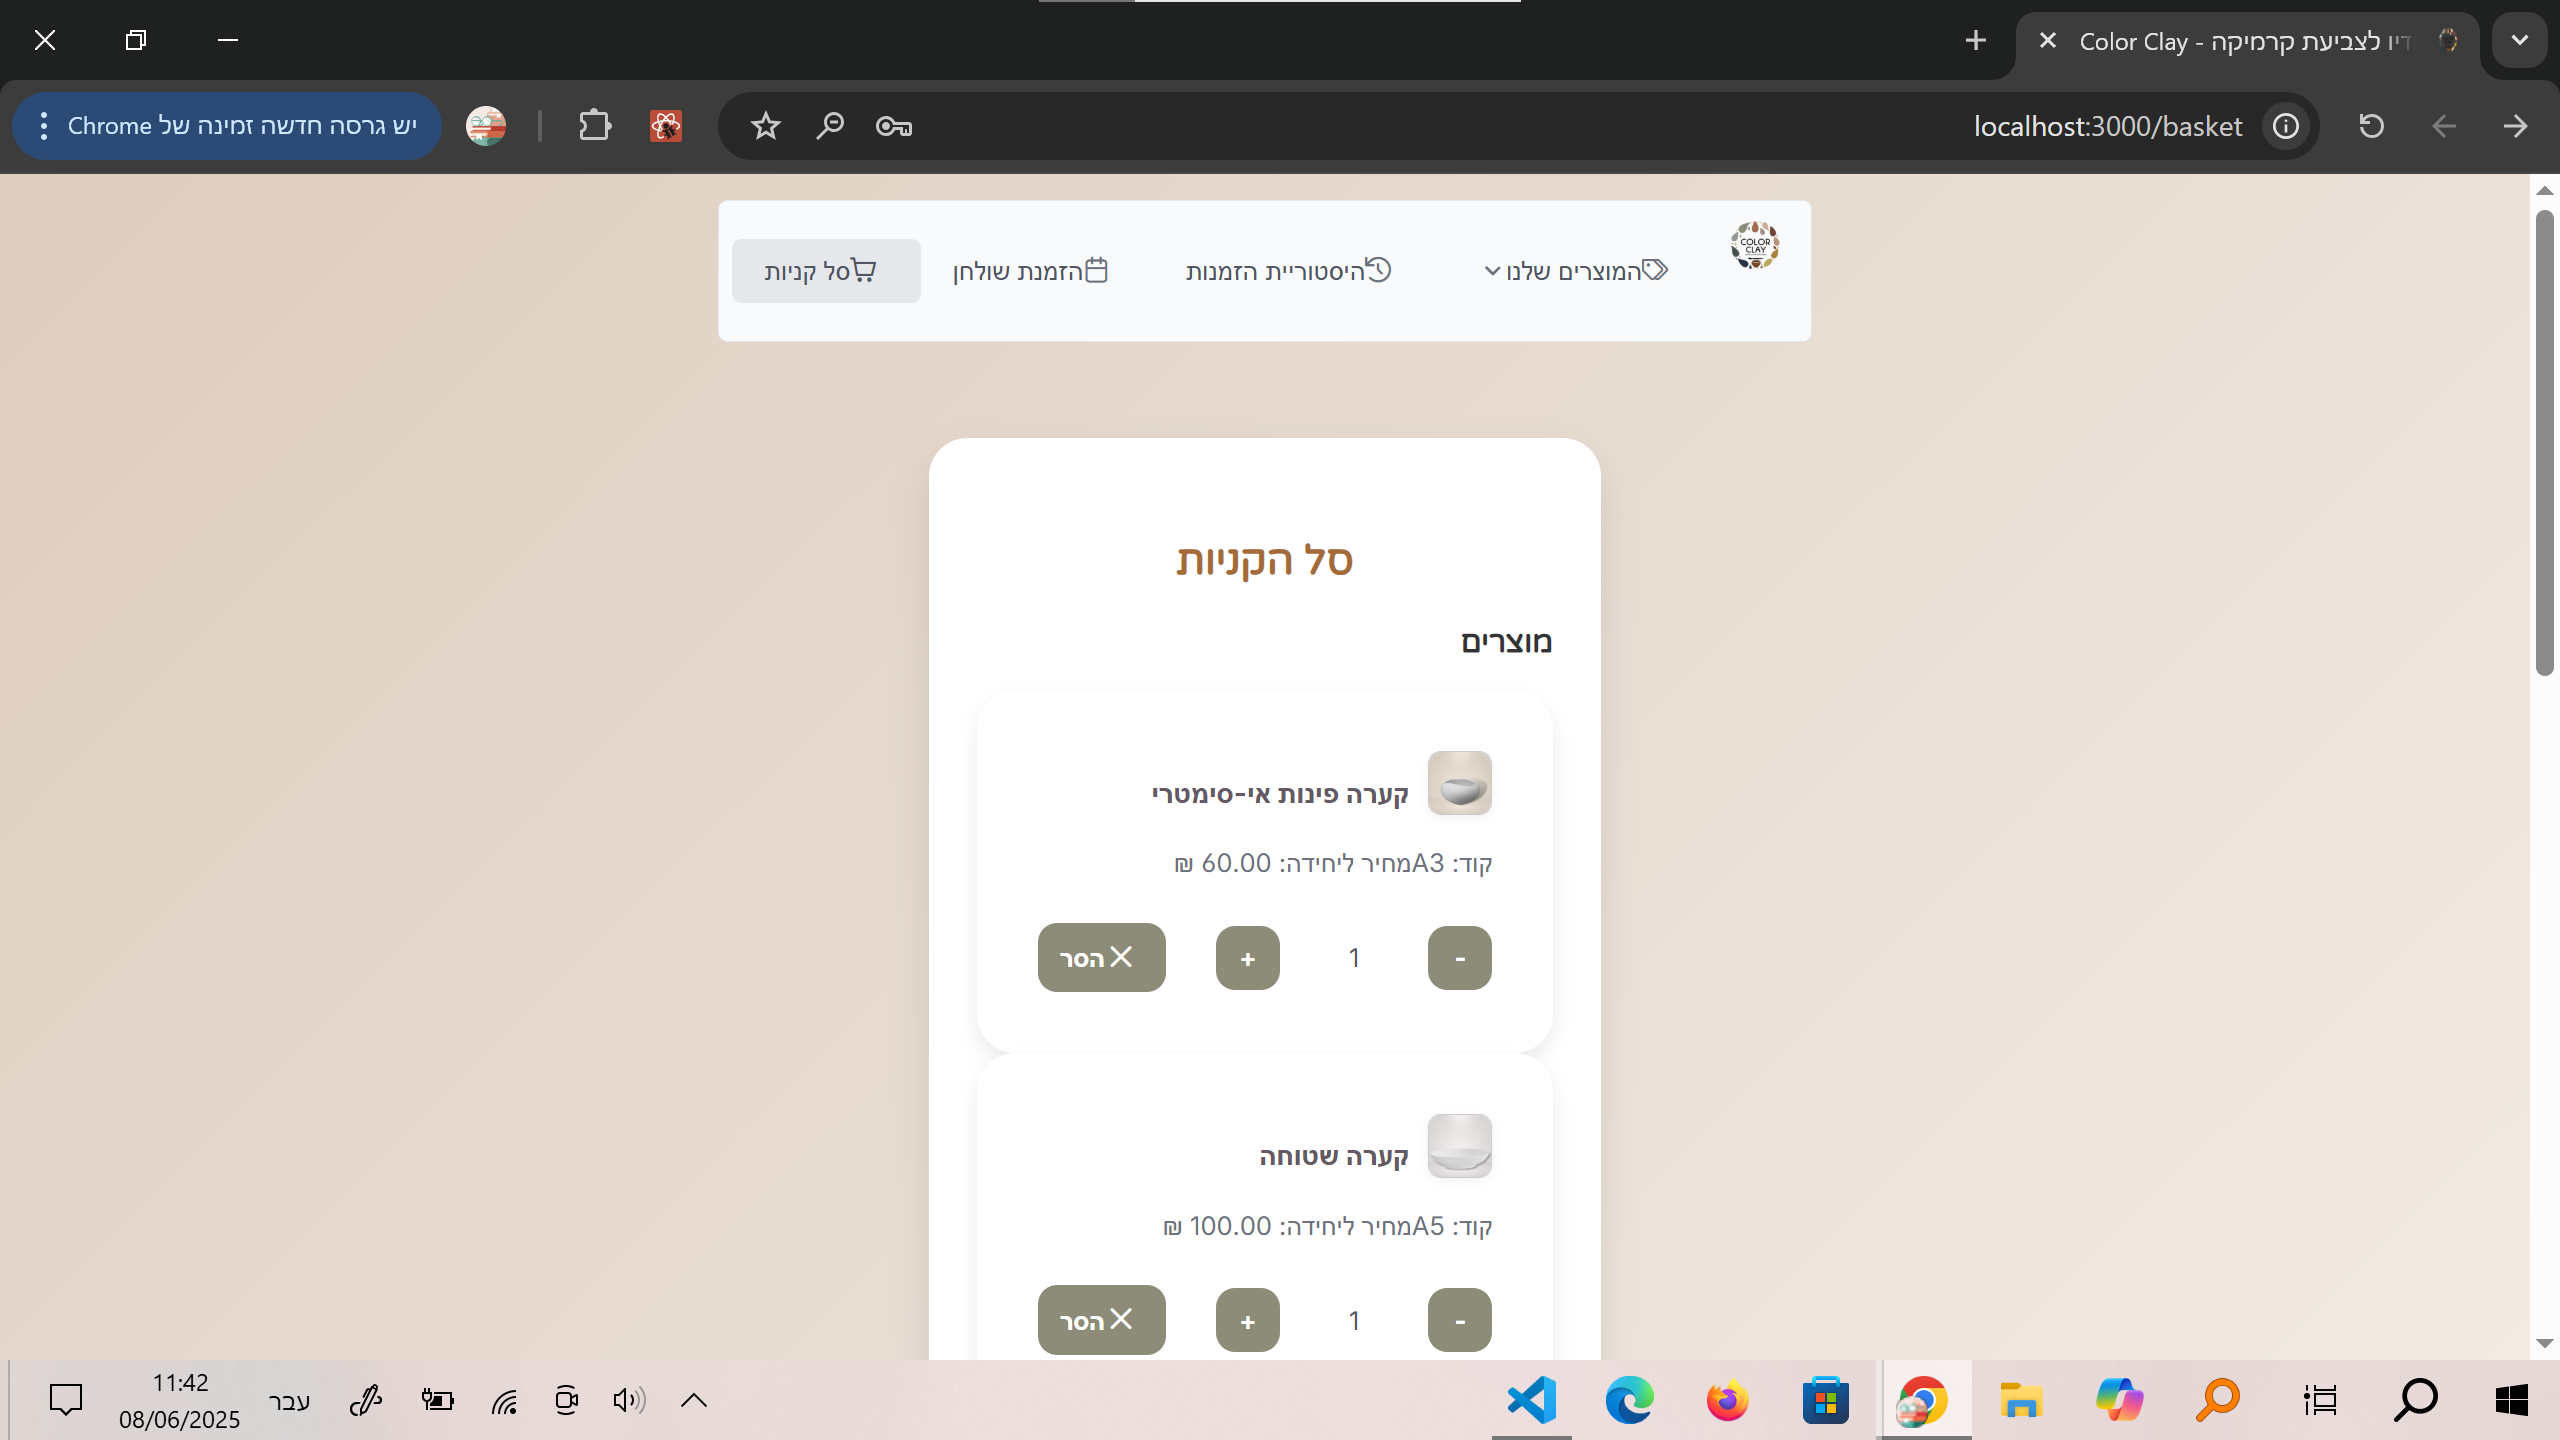 Color Clay - דיו לצביעת קרמיקה
localhost:3000/basket
יש גרסה חדשה זמינה של Chrome
COLOR CLAY
המוצרים שלנו
היסטוריית הזמנות
הזמנת שולחן
סל קניות
סל הקניות
מוצרים
קערה פינות אי-סימטרי
קוד: A3מחיר ליחידה: 60.00 ₪
- 1 + הסר
קערה שטוחה
קוד: A5מחיר ליחידה: 100.00 ₪
- 1 + הסר
עבר
11:42
08/06/2025